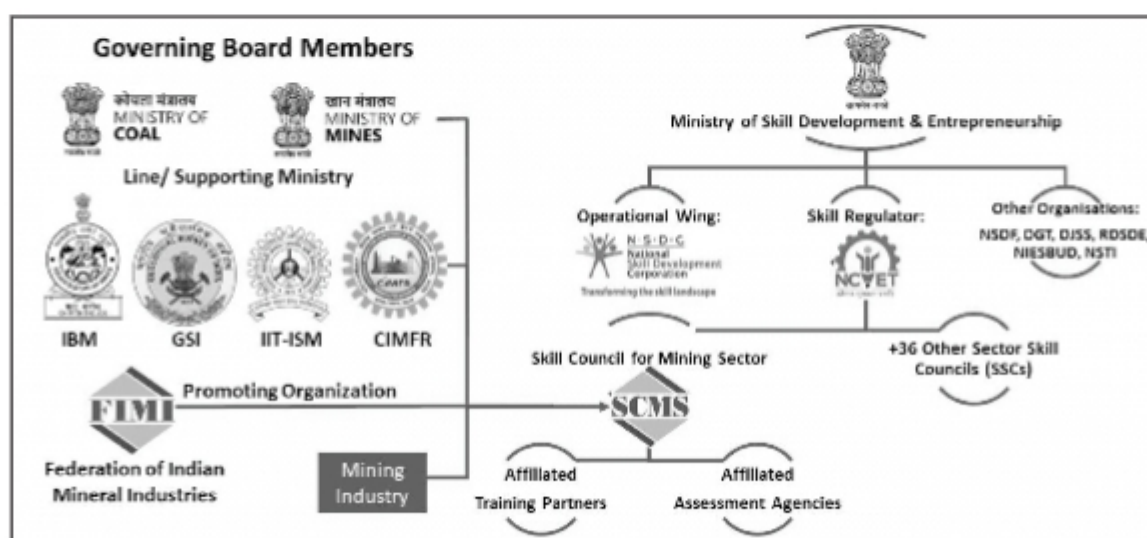 Governing Board Members
कोयला मंत्रालय
MINISTRY OF
COAL
खान मंत्रालय
MINISTRY OF
MINES
Line/ Supporting Ministry
IBM
GSI
IIT-ISM
CIMFR
FIMI
Promoting Organization
Federation of Indian
Mineral Industries
Mining
Industry
Ministry of Skill Development & Entrepreneurship
Operational Wing:
N·S·D·C
National
Skill Development
Corporation
Transforming the skill landscape
Skill Regulator:
NCVET
Other Organisations:
NSDF, DGT, DJSS, RDSDE,
NIESBUD, NSTI
Skill Council for Mining Sector
SCMS
+36 Other Sector Skill
Councils (SSCs)
Affiliated
Training Partners
Affiliated
Assessment Agencies